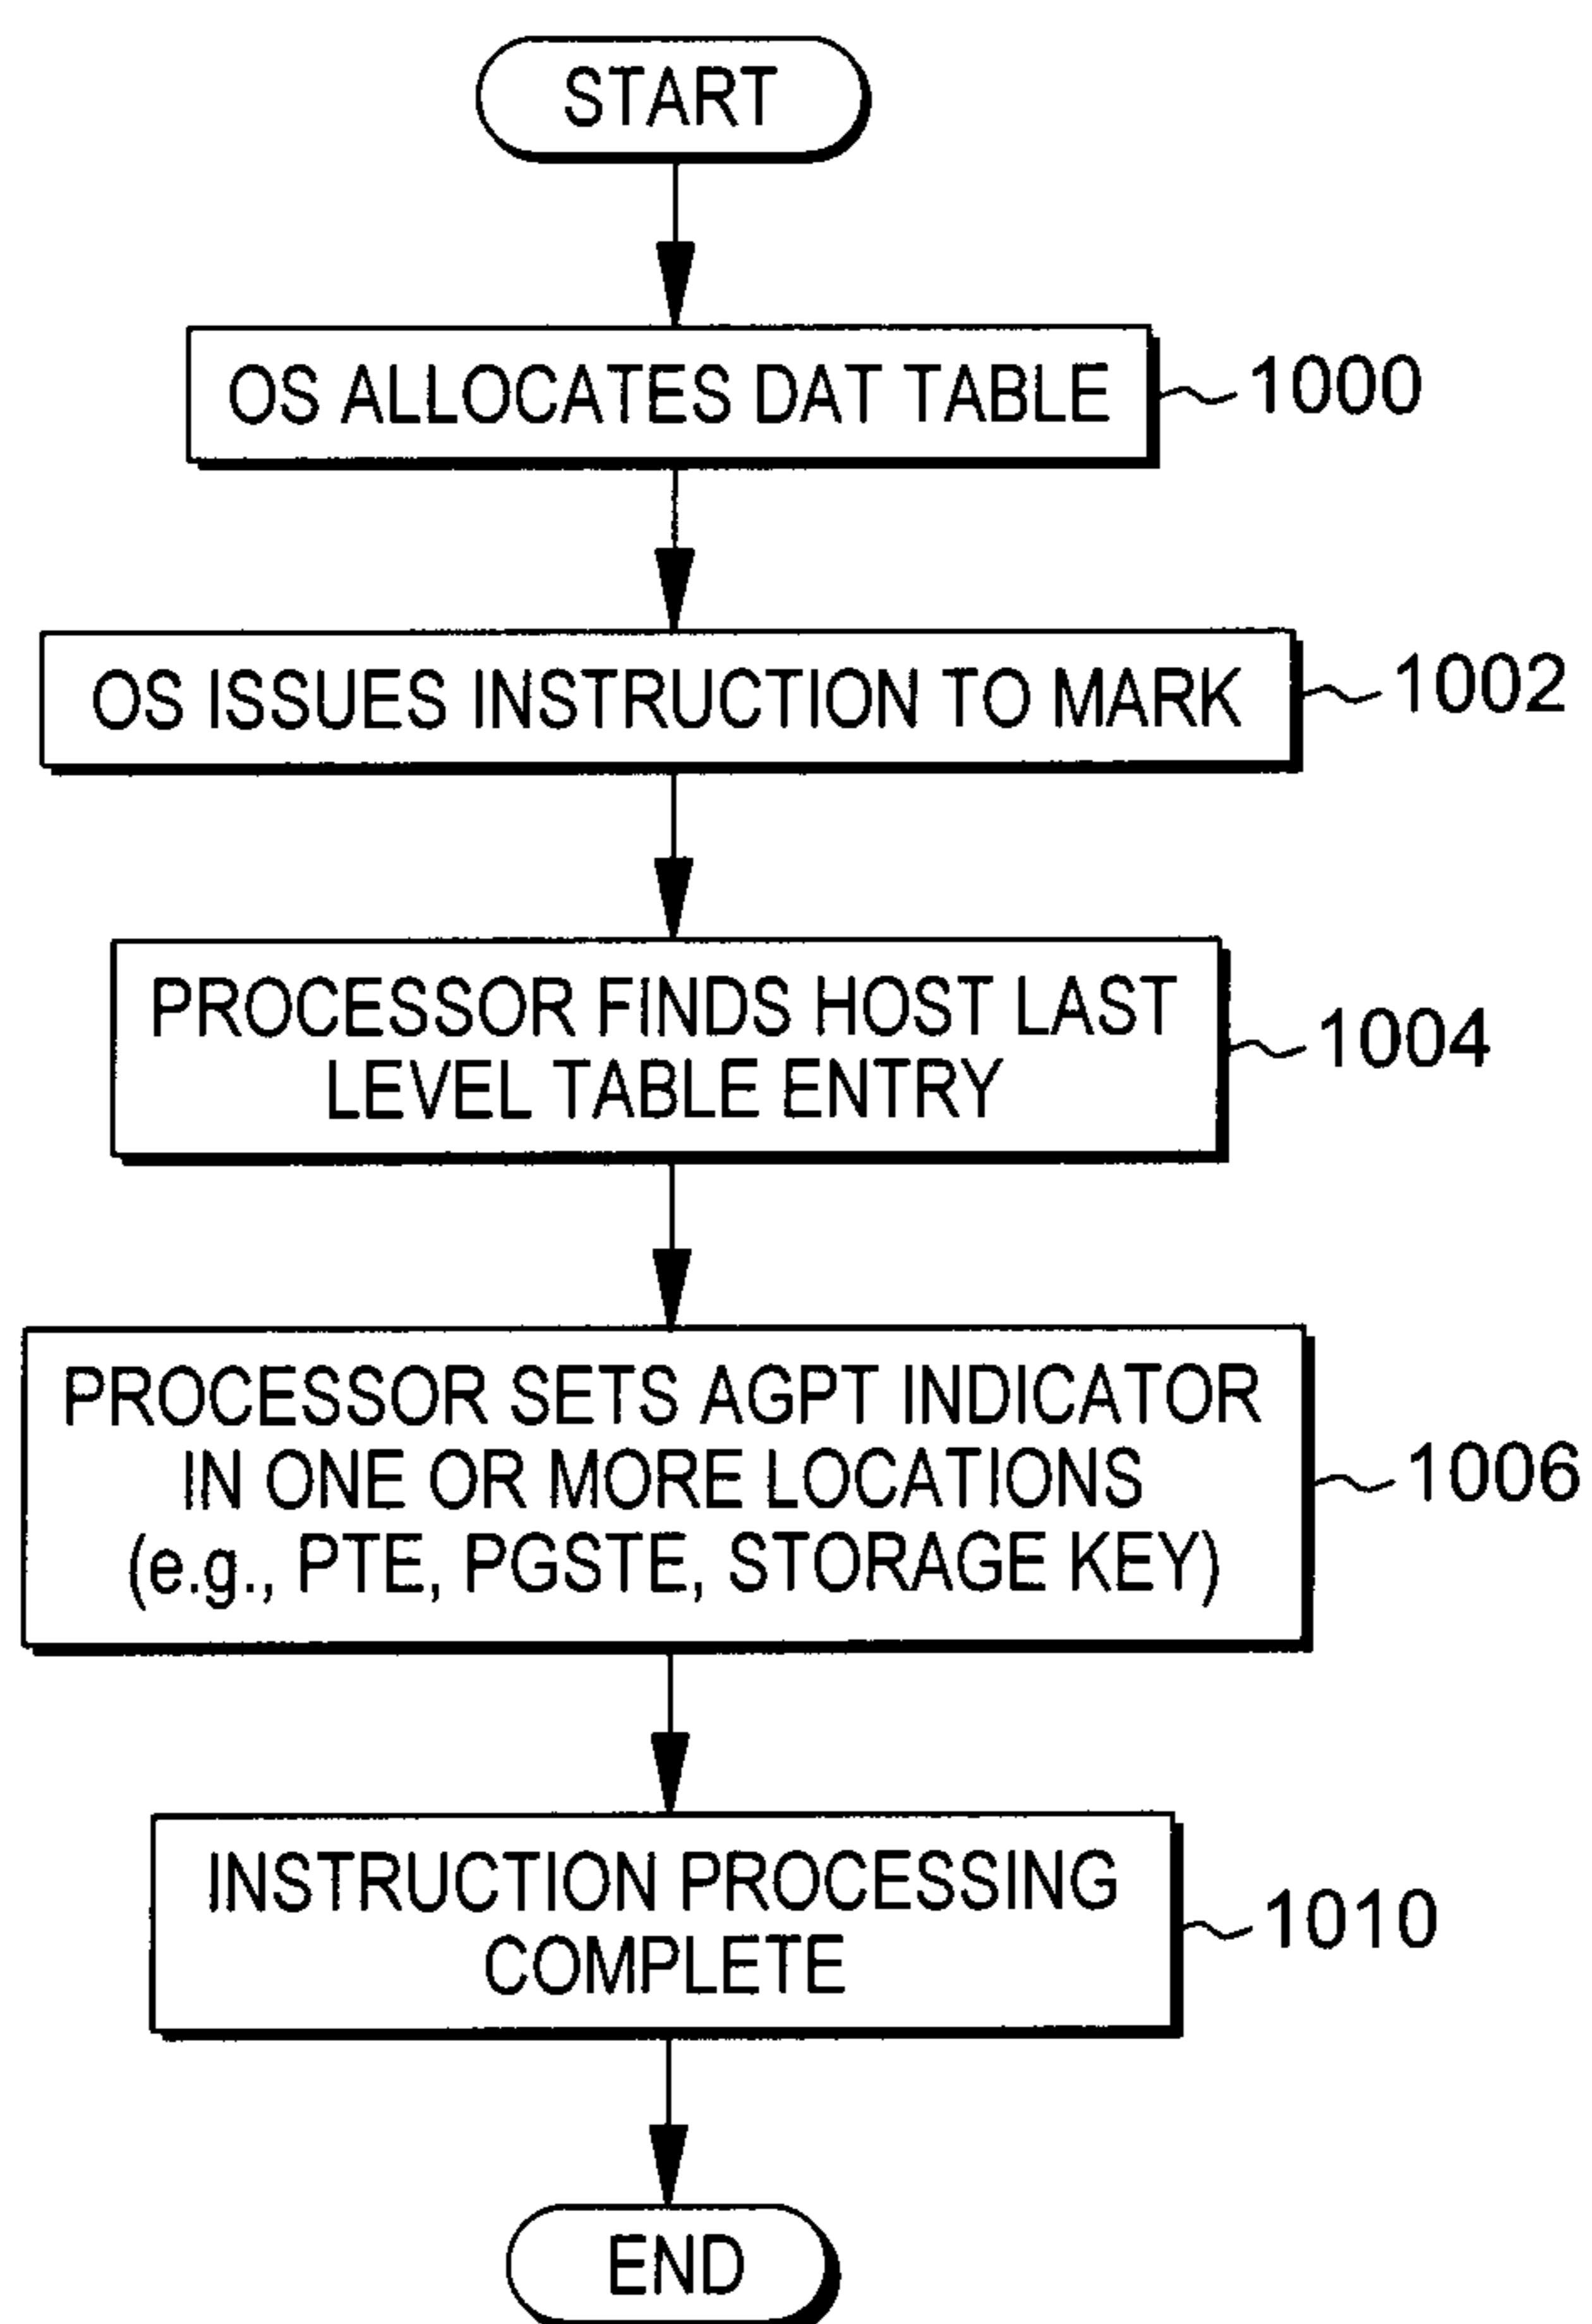 START
OS ALLOCATES DAT TABLE
1000
OS ISSUES INSTRUCTION TO MARK
1002
PROCESSOR FINDS HOST LAST
LEVEL TABLE ENTRY
1004
PROCESSOR SETS AGPT INDICATOR
IN ONE OR MORE LOCATIONS
(e.g., PTE, PGSTE, STORAGE KEY)
1006
INSTRUCTION PROCESSING
COMPLETE
1010
END